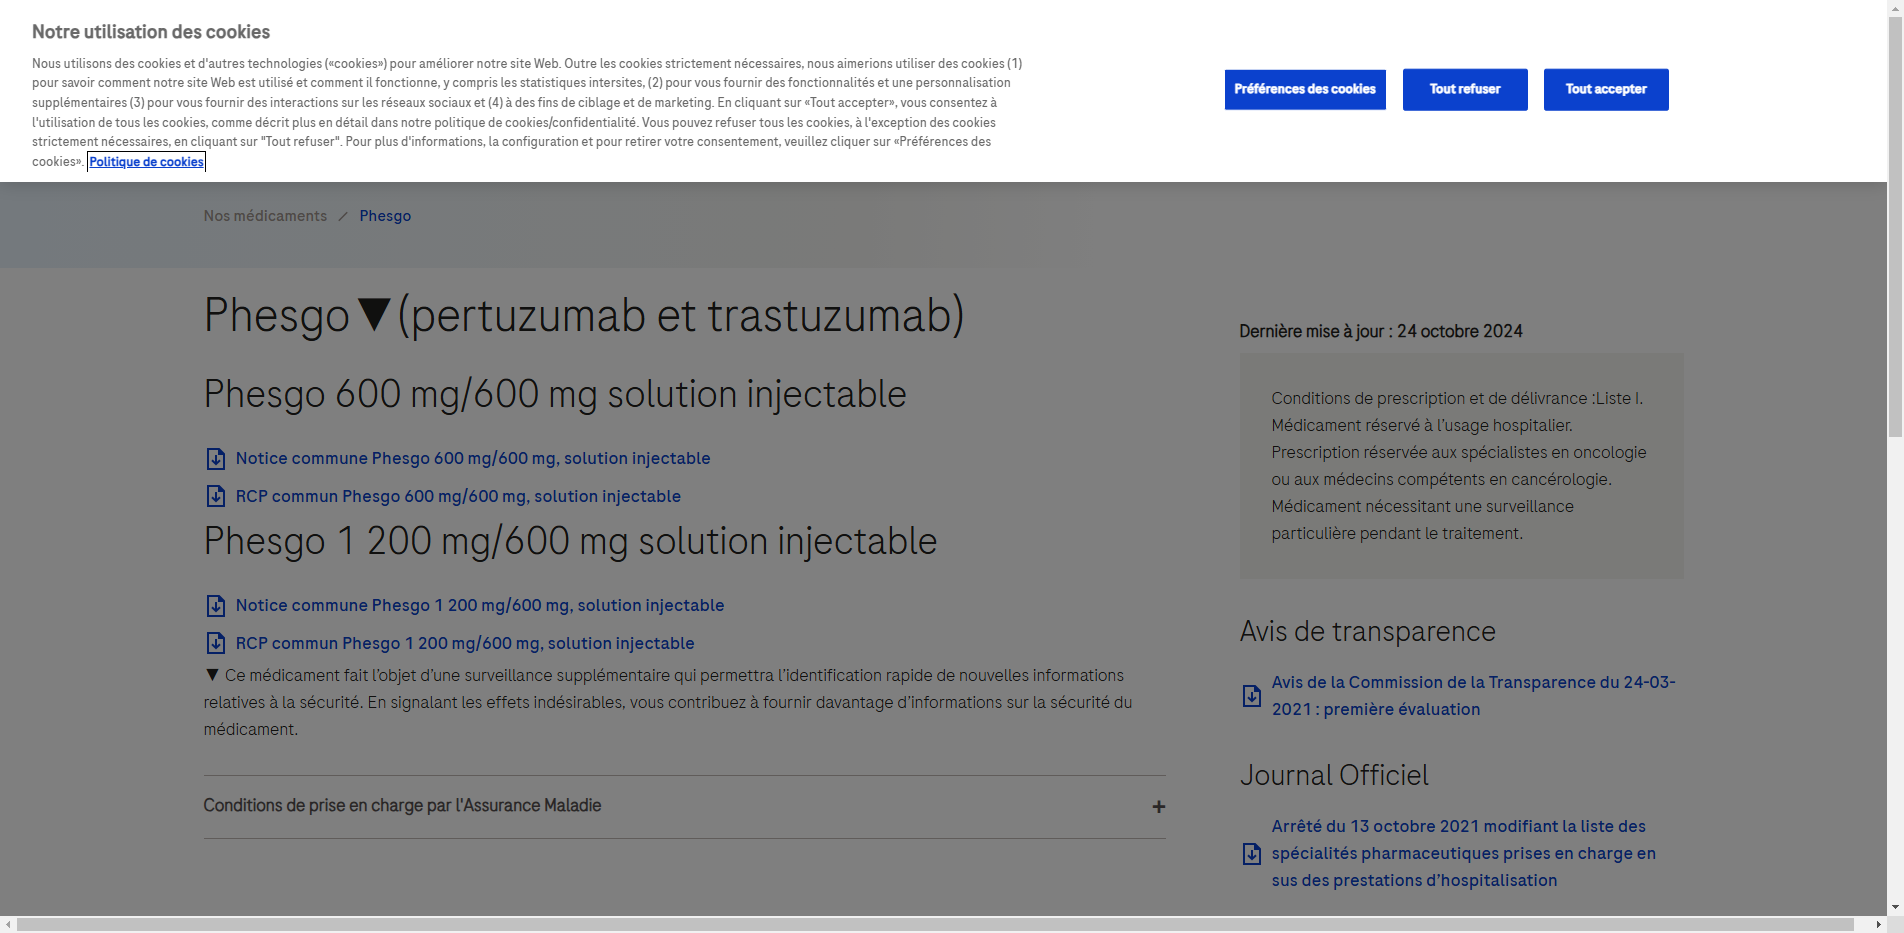 Notre utilisation des cookies
Nous utilisons des cookies et d'autres technologies («cookies») pour améliorer notre site Web. Outre les cookies strictement nécessaires, nous aimerions utiliser des cookies (1)
pour savoir comment notre site Web est utilisé et comment il fonctionne, y compris les statistiques intersites, (2) pour vous fournir des fonctionnalités et une personnalisation
supplémentaires (3) pour vous fournir des interactions sur les réseaux sociaux et (4) à des fins de ciblage et de marketing. En cliquant sur «Tout accepter», vous consentez à
l'utilisation de tous les cookies, comme décrit plus en détail dans notre politique de cookies/confidentialité. Vous pouvez refuser tous les cookies, à l'exception des cookies
strictement nécessaires, en cliquant sur "Tout refuser". Pour plus d'informations, la configuration et pour retirer votre consentement, veuillez cliquer sur «Préférences des
cookies». Politique de cookies
Préférences des cookies
Tout refuser
Tout accepter
Nos médicaments / Phesgo
Phesgo▼(pertuzumab et trastuzumab)
Phesgo 600 mg/600 mg solution injectable
Notice commune Phesgo 600 mg/600 mg, solution injectable
RCP commun Phesgo 600 mg/600 mg, solution injectable
Phesgo 1 200 mg/600 mg solution injectable
Notice commune Phesgo 1 200 mg/600 mg, solution injectable
RCP commun Phesgo 1 200 mg/600 mg, solution injectable
▼ Ce médicament fait l’objet d’une surveillance supplémentaire qui permettra l’identification rapide de nouvelles informations
relatives à la sécurité. En signalant les effets indésirables, vous contribuez à fournir davantage d’informations sur la sécurité du
médicament.
Conditions de prise en charge par l'Assurance Maladie
+
Dernière mise à jour : 24 octobre 2024
Conditions de prescription et de délivrance :Liste I.
Médicament réservé à l’usage hospitalier.
Prescription réservée aux spécialistes en oncologie
ou aux médecins compétents en cancérologie.
Médicament nécessitant une surveillance
particulière pendant le traitement.
Avis de transparence
Avis de la Commission de la Transparence du 24-03-
2021 : première évaluation
Journal Officiel
Arrêté du 13 octobre 2021 modifiant la liste des
spécialités pharmaceutiques prises en charge en
sus des prestations d’hospitalisation